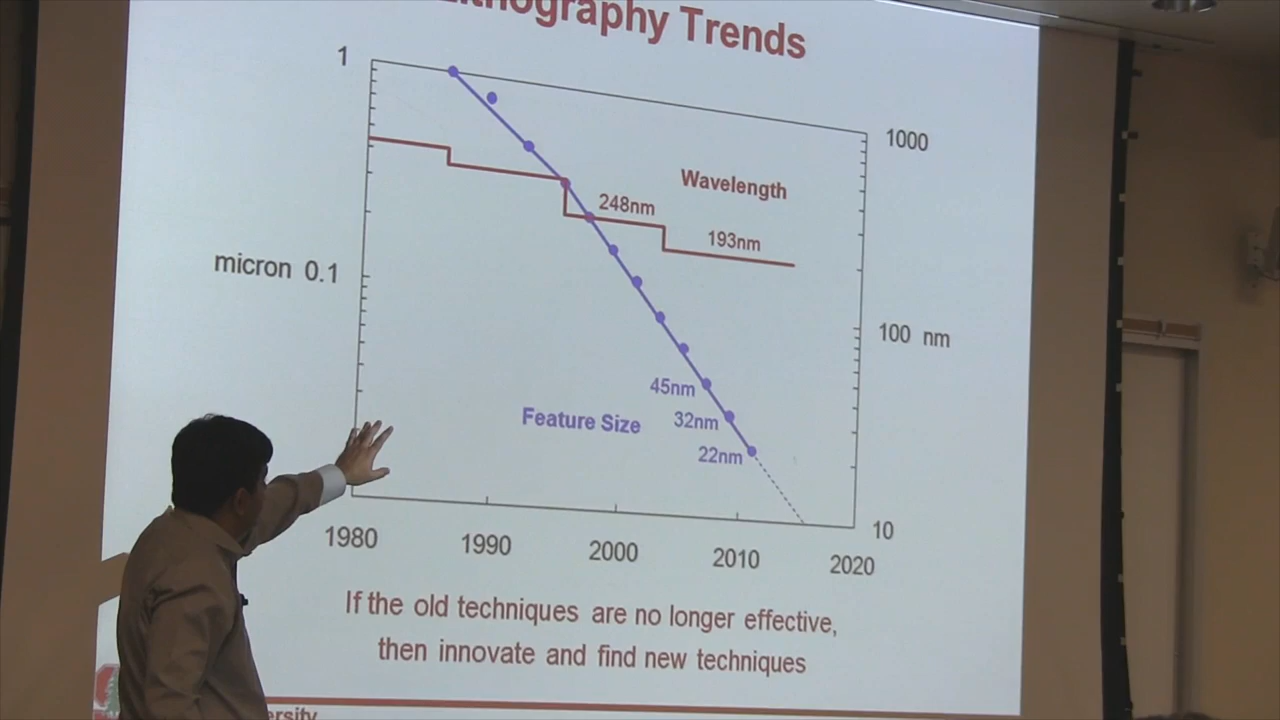 Lithography Trends
1
1000
Wavelength
248nm
193nm
micron 0.1
100 nm
45nm
Feature Size
32nm
22nm
10
1980
1990
2000
2010
2020
If the old techniques are no longer effective,
then innovate and find new techniques